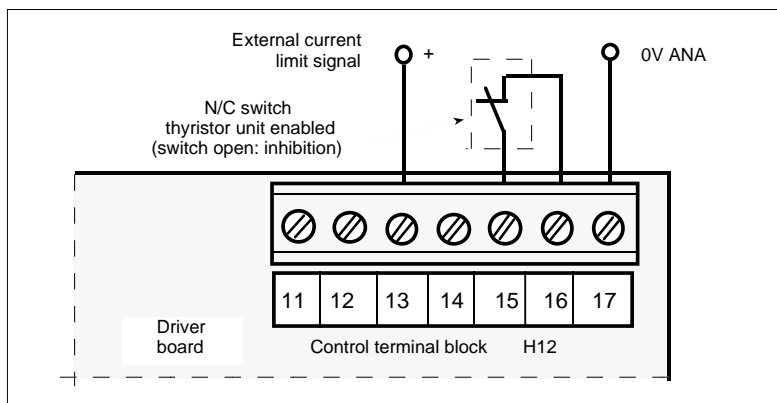 External current
limit signal
+
0V ANA
N/C switch
thyristor unit enabled
(switch open: inhibition)
11 12 13 14 15 16 17
Driver
board
Control terminal block H12